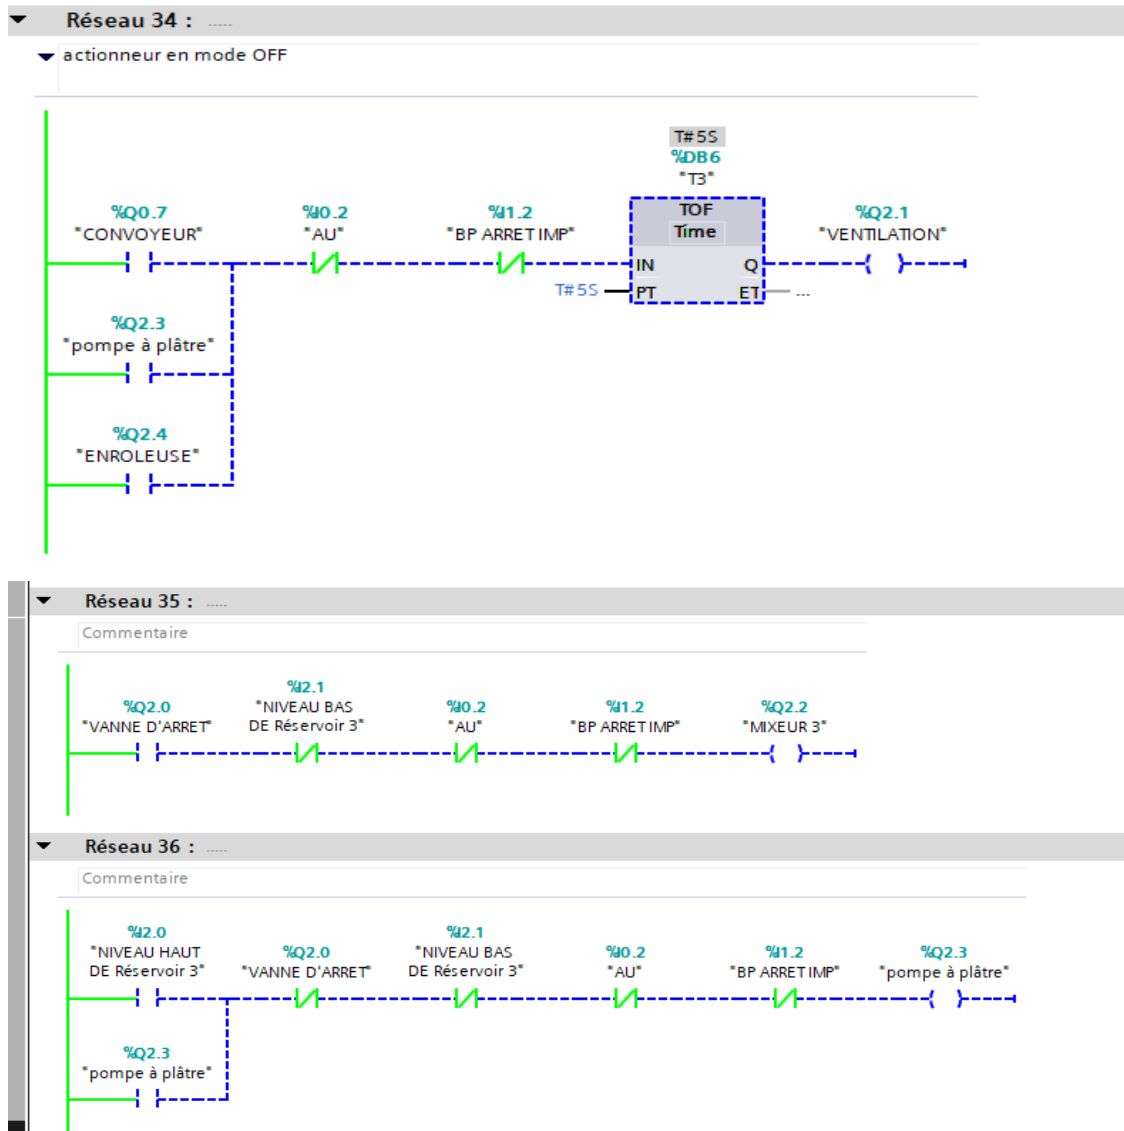 Réseau 34 : .....
actionneur en mode OFF
T#5S
%DB6
"T3"
%Q0.7
%I0.2
%I1.2
TOF
%Q2.1
"CONVOYEUR"
"AU"
"BP ARRET IMP"
Time
"VENTILATION"
IN
Q
T#5S
PT
ET
...
%Q2.3
"pompe à plâtre"
%Q2.4
"ENROLEUSE"
Réseau 35 : .....
Commentaire
%Q2.0
"VANNE D'ARRET"
%I2.1
"NIVEAU BAS
DE Réservoir 3"
%I0.2
"AU"
%I1.2
"BP ARRET IMP"
%Q2.2
"MIXEUR 3"
Réseau 36 : .....
Commentaire
%I2.0
"NIVEAU HAUT
DE Réservoir 3"
%Q2.0
"VANNE D'ARRET"
%I2.1
"NIVEAU BAS
DE Réservoir 3"
%I0.2
"AU"
%I1.2
"BP ARRET IMP"
%Q2.3
"pompe à plâtre"
%Q2.3
"pompe à plâtre"